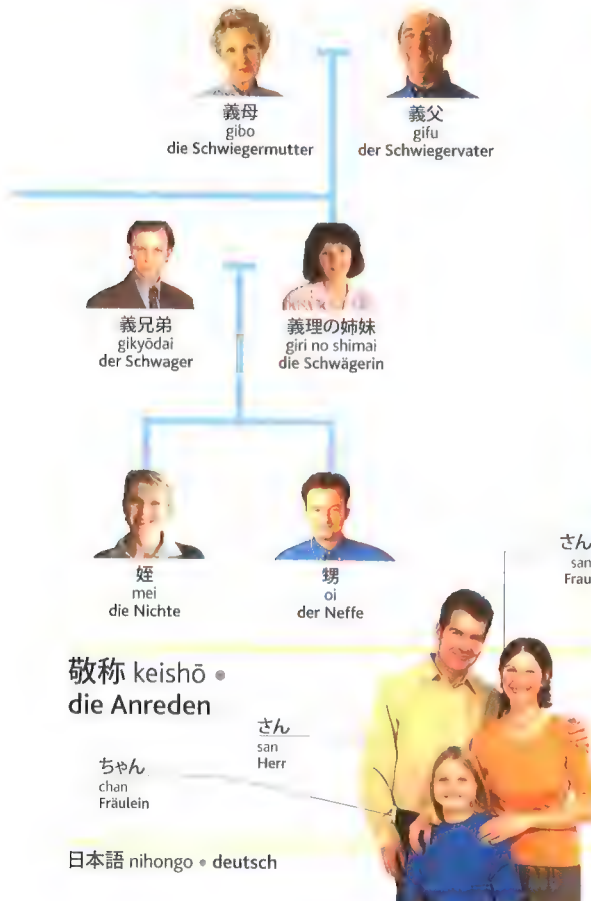 義母
gibo
die Schwiegermutter
義父
gifu
der Schwiegervater
義兄弟
gikyōdai
der Schwager
義理の姉妹
giri no shimai
die Schwägerin
姪
mei
die Nichte
甥
oi
der Neffe
さん
san
Frau
敬称 keishō •
die Anreden
さん
san
Herr
ちゃん
chan
Fräulein
日本語 nihongo • deutsch